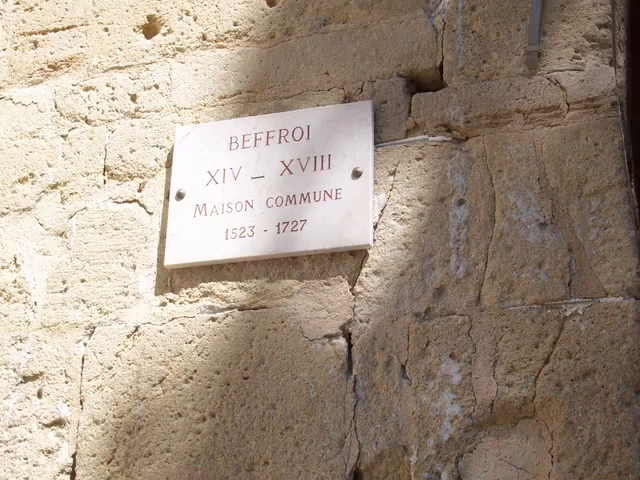 BEFFROI
XIV - XVIII
MAISON COMMUNE
1523 - 1727